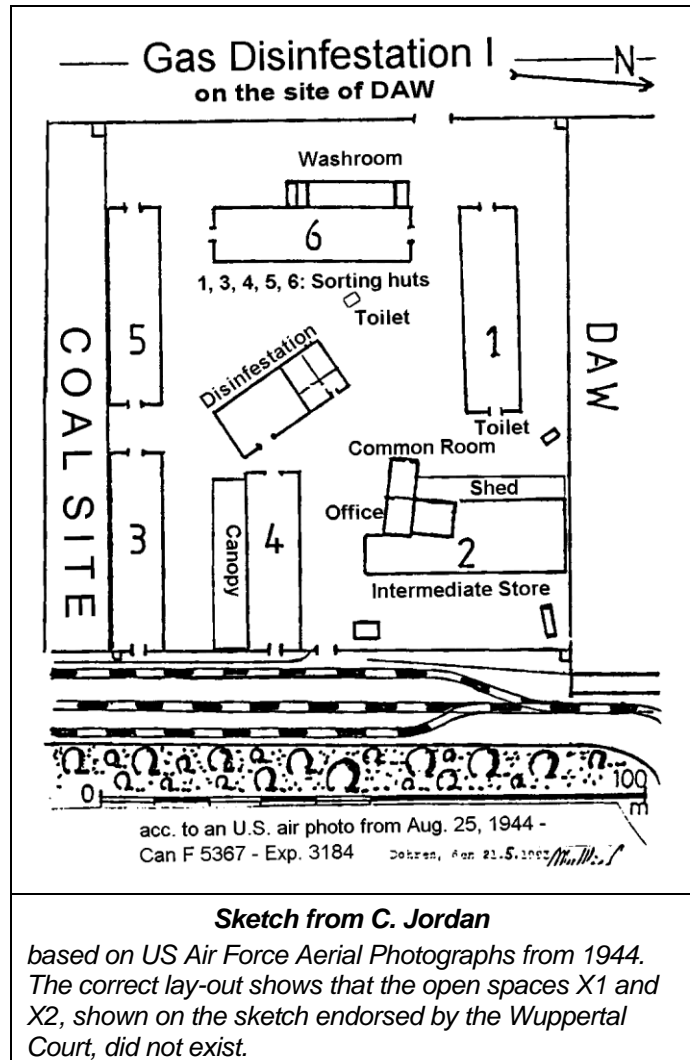 Gas Disinfestation I
N
on the site of DAW
Washroom
6
1, 3, 4, 5, 6: Sorting huts
Toilet
5
1
COAL SITE
DAW
Disinfestation
Toilet
Common Room
Shed
Office
3
Canopy
4
2
Intermediate Store
0
100
m
acc. to an U.S. air photo from Aug. 25, 1944 -
Can F 5367 - Exp. 3184
21.5.
Sketch from C. Jordan
based on US Air Force Aerial Photographs from 1944.
The correct lay-out shows that the open spaces X1 and
X2, shown on the sketch endorsed by the Wuppertal
Court, did not exist.